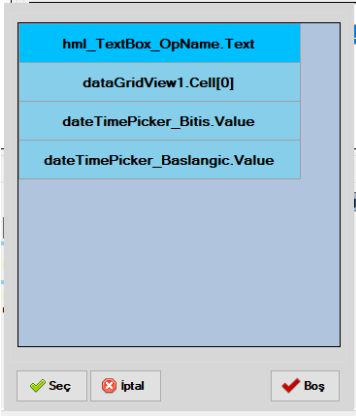 hml_TextBox_OpName.Text
dataGridView1.Cell[0]
dateTimePicker_Bitis.Value
dateTimePicker_Baslangic.Value
Seç
İptal
Boş